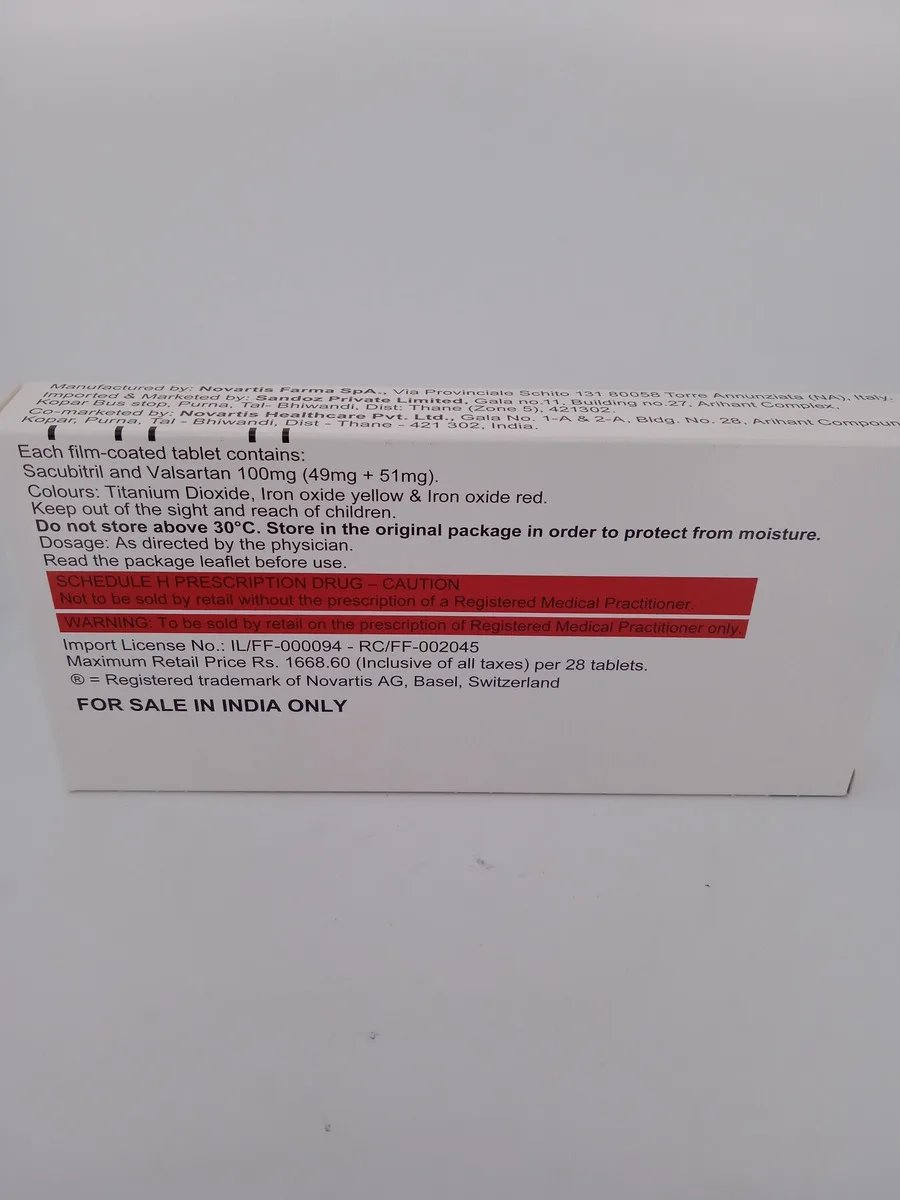 Manufactured by: Novartis Farma SpA., Via Provinciale Schito 131 80058 Torre Annunziata (NA), Italy.
Imported & Marketed by: Sandoz Private Limited, Gala no.11, Building no.27, Arihant Complex,
Kopar Bus stop, Purna, Tal- Bhiwandi, Dist: Thane (Zone 5), 421302.
Co-marketed by: Novartis Healthcare Pvt. Ltd., Gala No. 1-A & 2-A, Bldg. No. 28, Arihant Compoun
Kopar, Purna, Tal - Bhiwandi, Dist - Thane - 421 302, India.
Each film-coated tablet contains:
Sacubitril and Valsartan 100mg (49mg + 51mg).
Colours: Titanium Dioxide, Iron oxide yellow & Iron oxide red.
Keep out of the sight and reach of children.
Do not store above 30°C. Store in the original package in order to protect from moisture.
Dosage: As directed by the physician.
Read the package leaflet before use.
SCHEDULE H PRESCRIPTION DRUG – CAUTION
Not to be sold by retail without the prescription of a Registered Medical Practitioner.
WARNING: To be sold by retail on the prescription of Registered Medical Practitioner only.
Import License No.: IL/FF-000094 - RC/FF-002045
Maximum Retail Price Rs. 1668.60 (Inclusive of all taxes) per 28 tablets.
® = Registered trademark of Novartis AG, Basel, Switzerland
FOR SALE IN INDIA ONLY